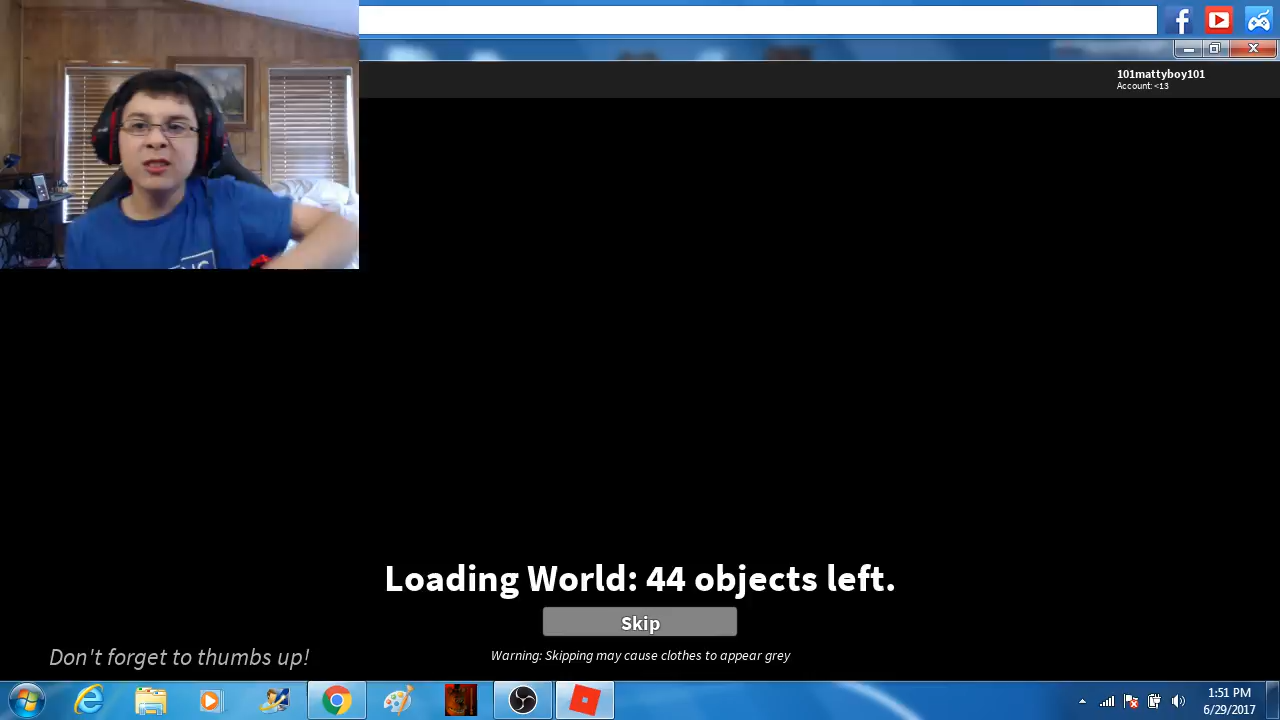 101mattyboy101
Account: <13
Loading World: 44 objects left.
Skip
Warning: Skipping may cause clothes to appear grey
Don't forget to thumbs up!
1:51 PM
6/29/2017